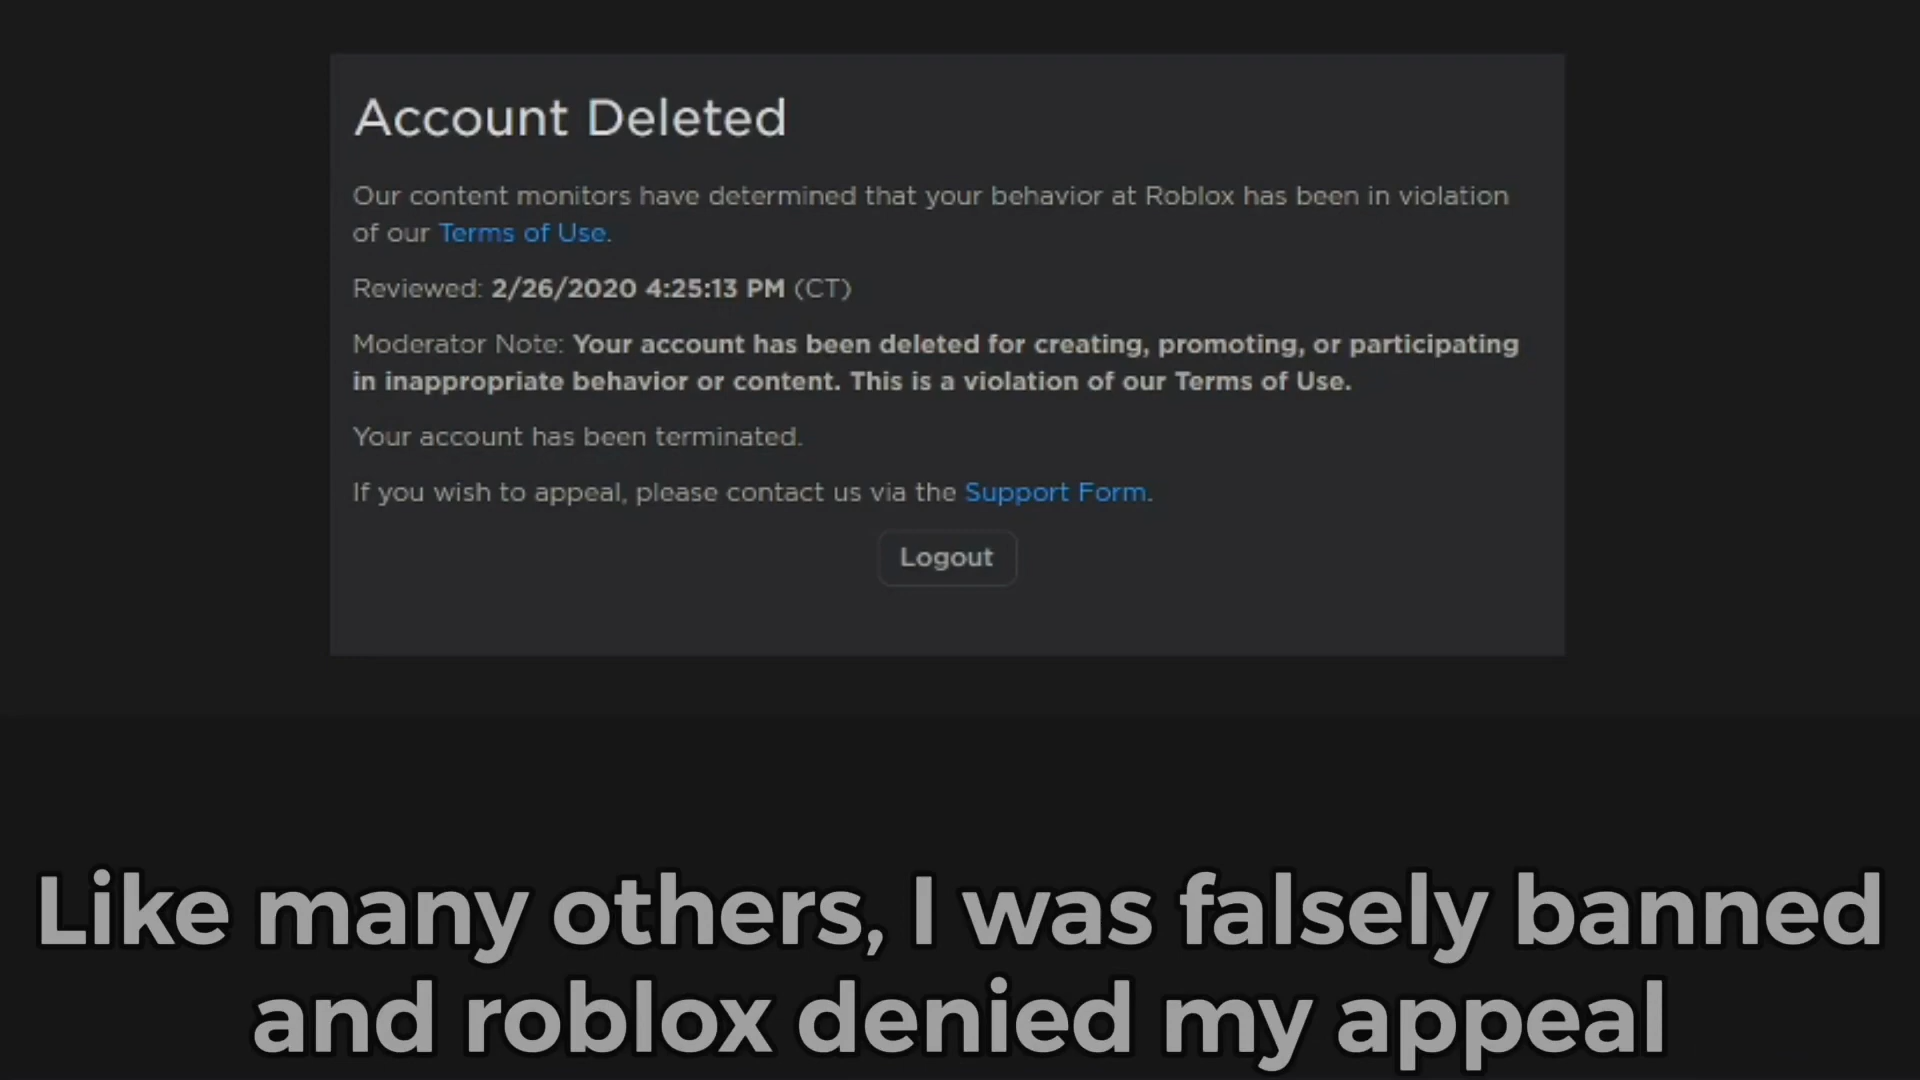 Account Deleted
Our content monitors have determined that your behavior at Roblox has been in violation
of our Terms of Use.
Reviewed: 2/26/2020 4:25:13 PM (CT)
Moderator Note: Your account has been deleted for creating, promoting, or participating
in inappropriate behavior or content. This is a violation of our Terms of Use.
Your account has been terminated.
If you wish to appeal, please contact us via the Support Form.
Logout
Like many others, I was falsely banned
and roblox denied my appeal